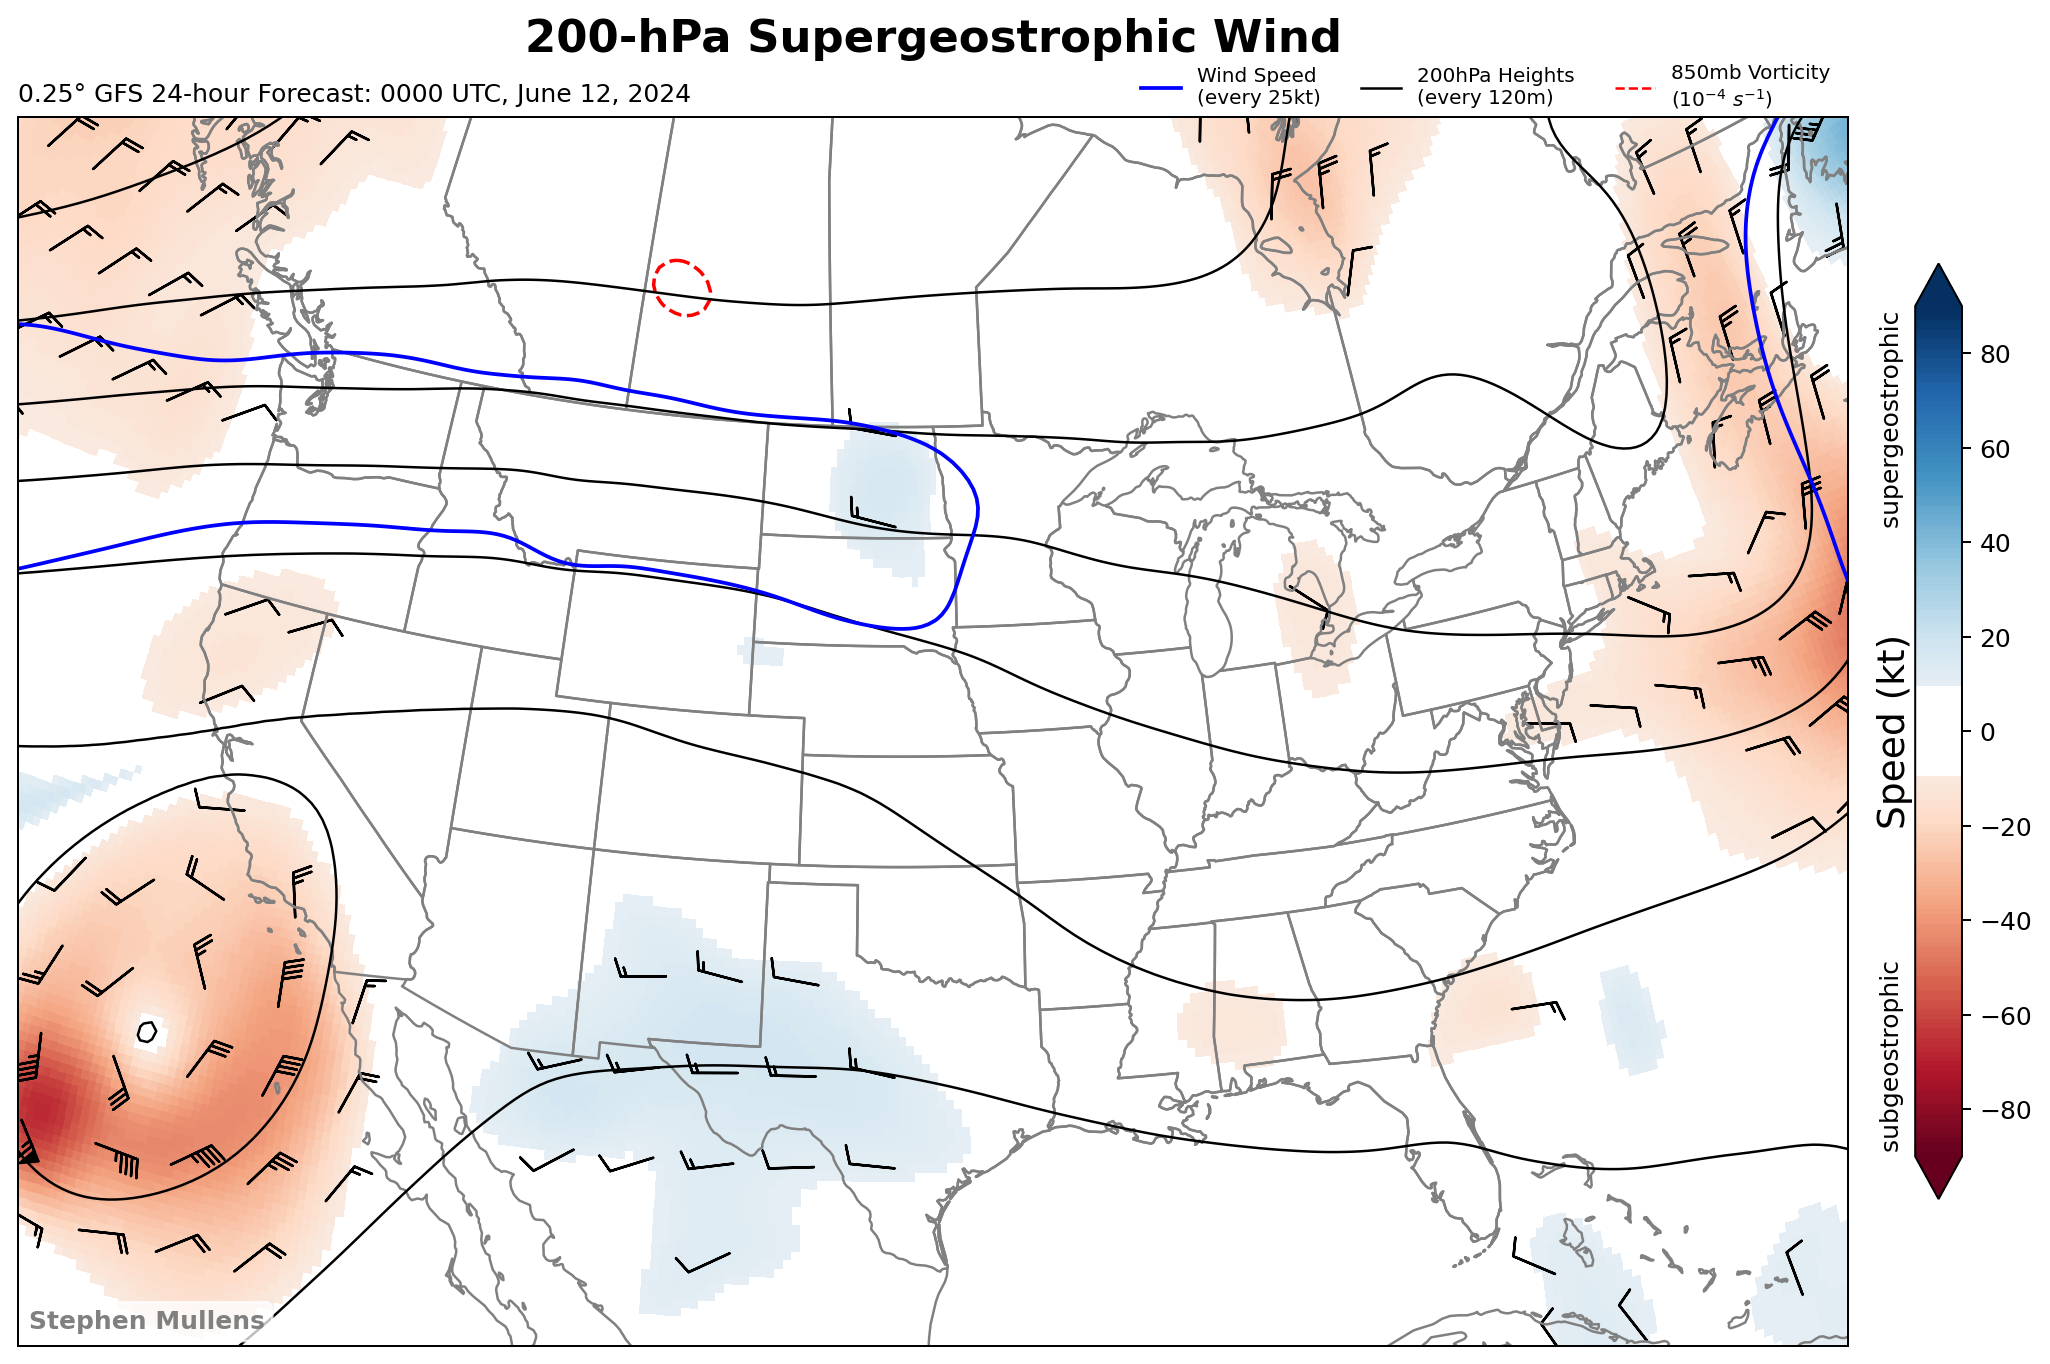 200-hPa Supergeostrophic Wind
0.25° GFS 24-hour Forecast: 0000 UTC, June 12, 2024
Wind Speed
(every 25kt)
200hPa Heights
(every 120m)
850mb Vorticity
(10⁻⁴ s⁻¹)
supergeostrophic
Speed (kt)
subgeostrophic
80
60
40
20
0
−20
−40
−60
−80
Stephen Mullens